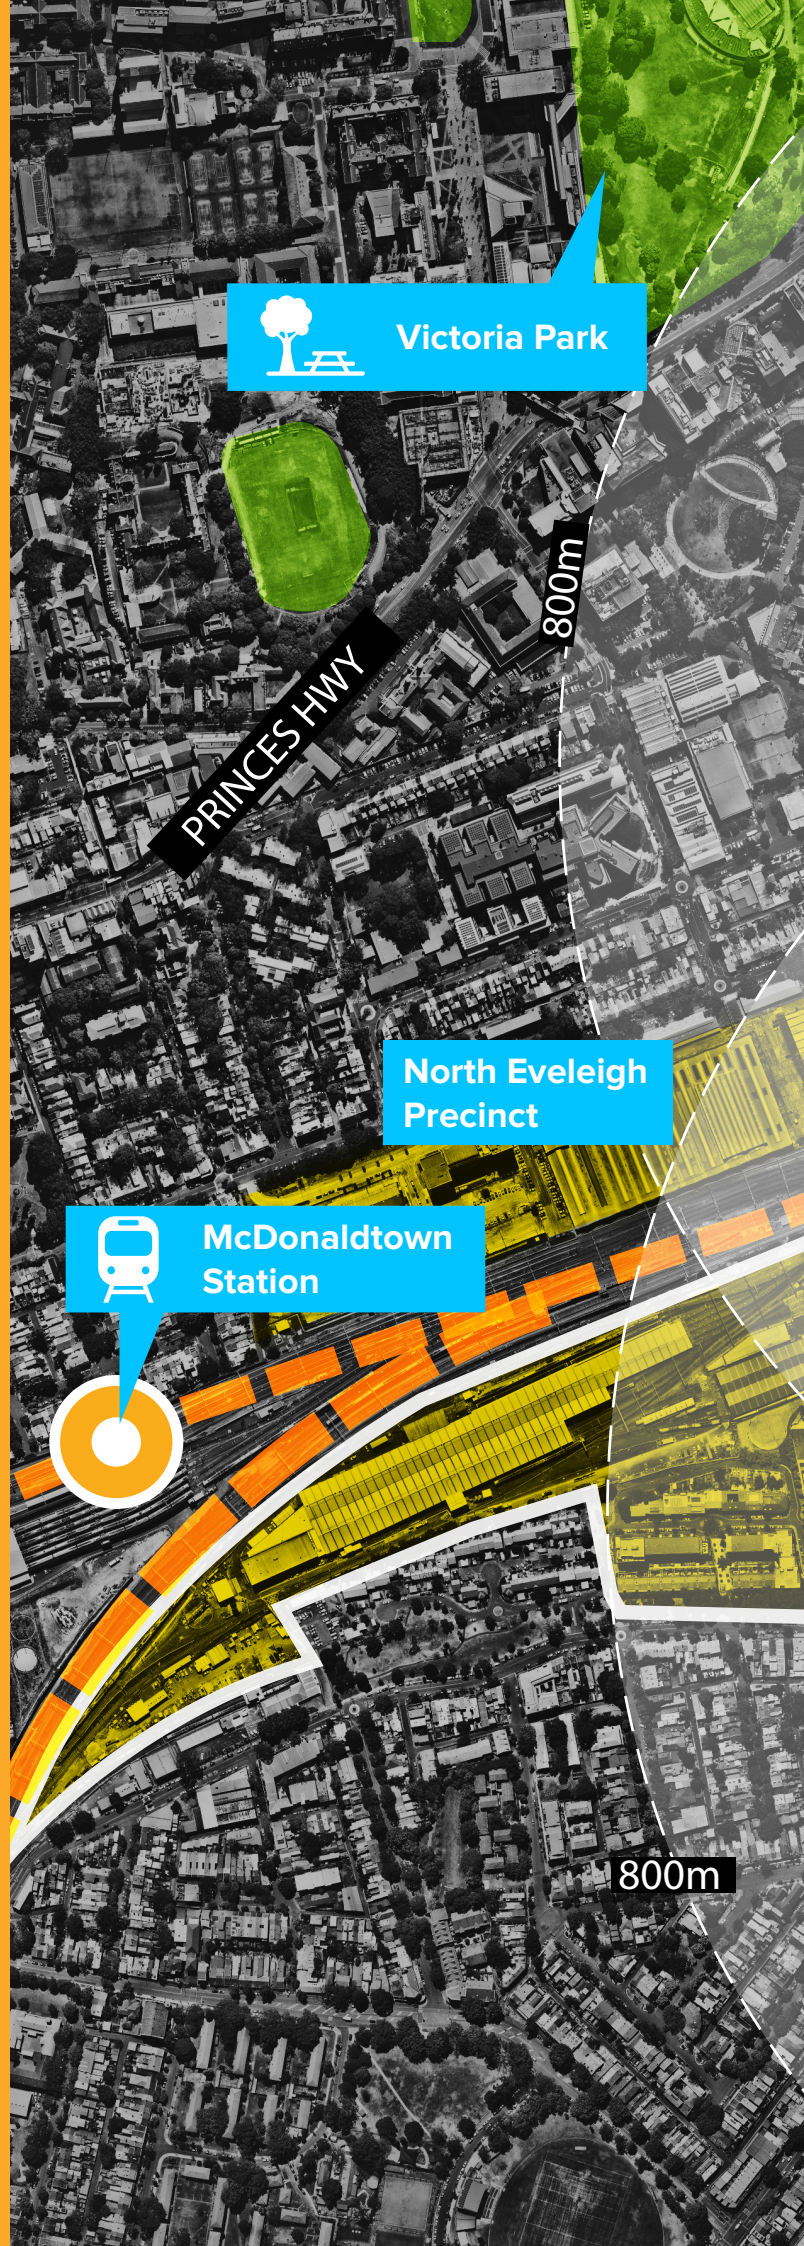 Victoria Park
800m
PRINCES HWY
North Eveleigh
Precinct
McDonaldtown
Station
800m